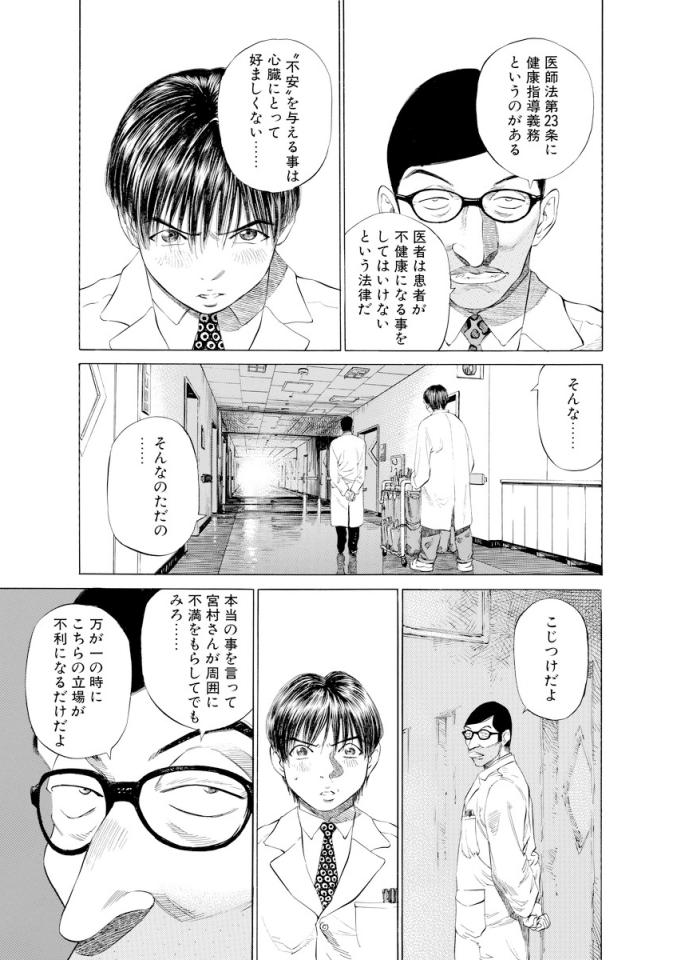 医師法第23条に
健康指導義務
というのがある
医者は患者が
不健康になる事を
してはいけない
という法律だ
〝不安〟を与える事は
心臓にとって
好ましくない……
そんな……
そんなのただの
……
こじつけだよ
本当の事を言って
宮村さんが周囲に
不満をもらしてでも
みろ……
万が一の時に
こちらの立場が
不利になるだけだよ